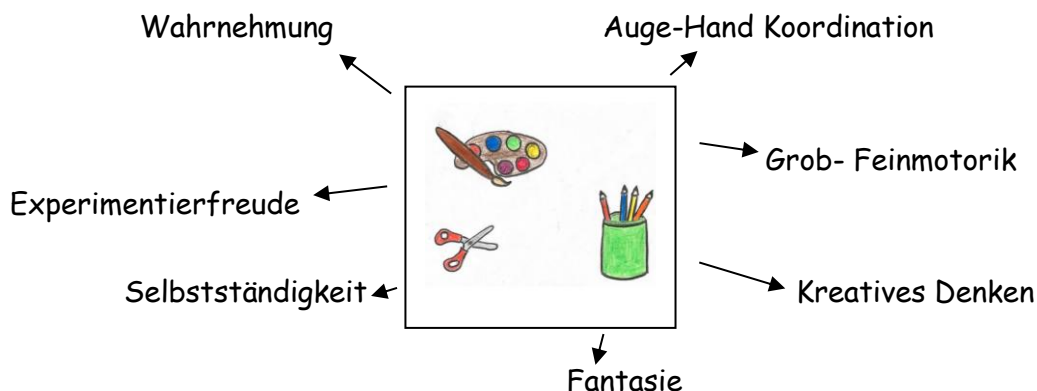 Wahrnehmung
Auge-Hand Koordination
Grob- Feinmotorik
Experimentierfreude
Selbstständigkeit
Kreatives Denken
Fantasie